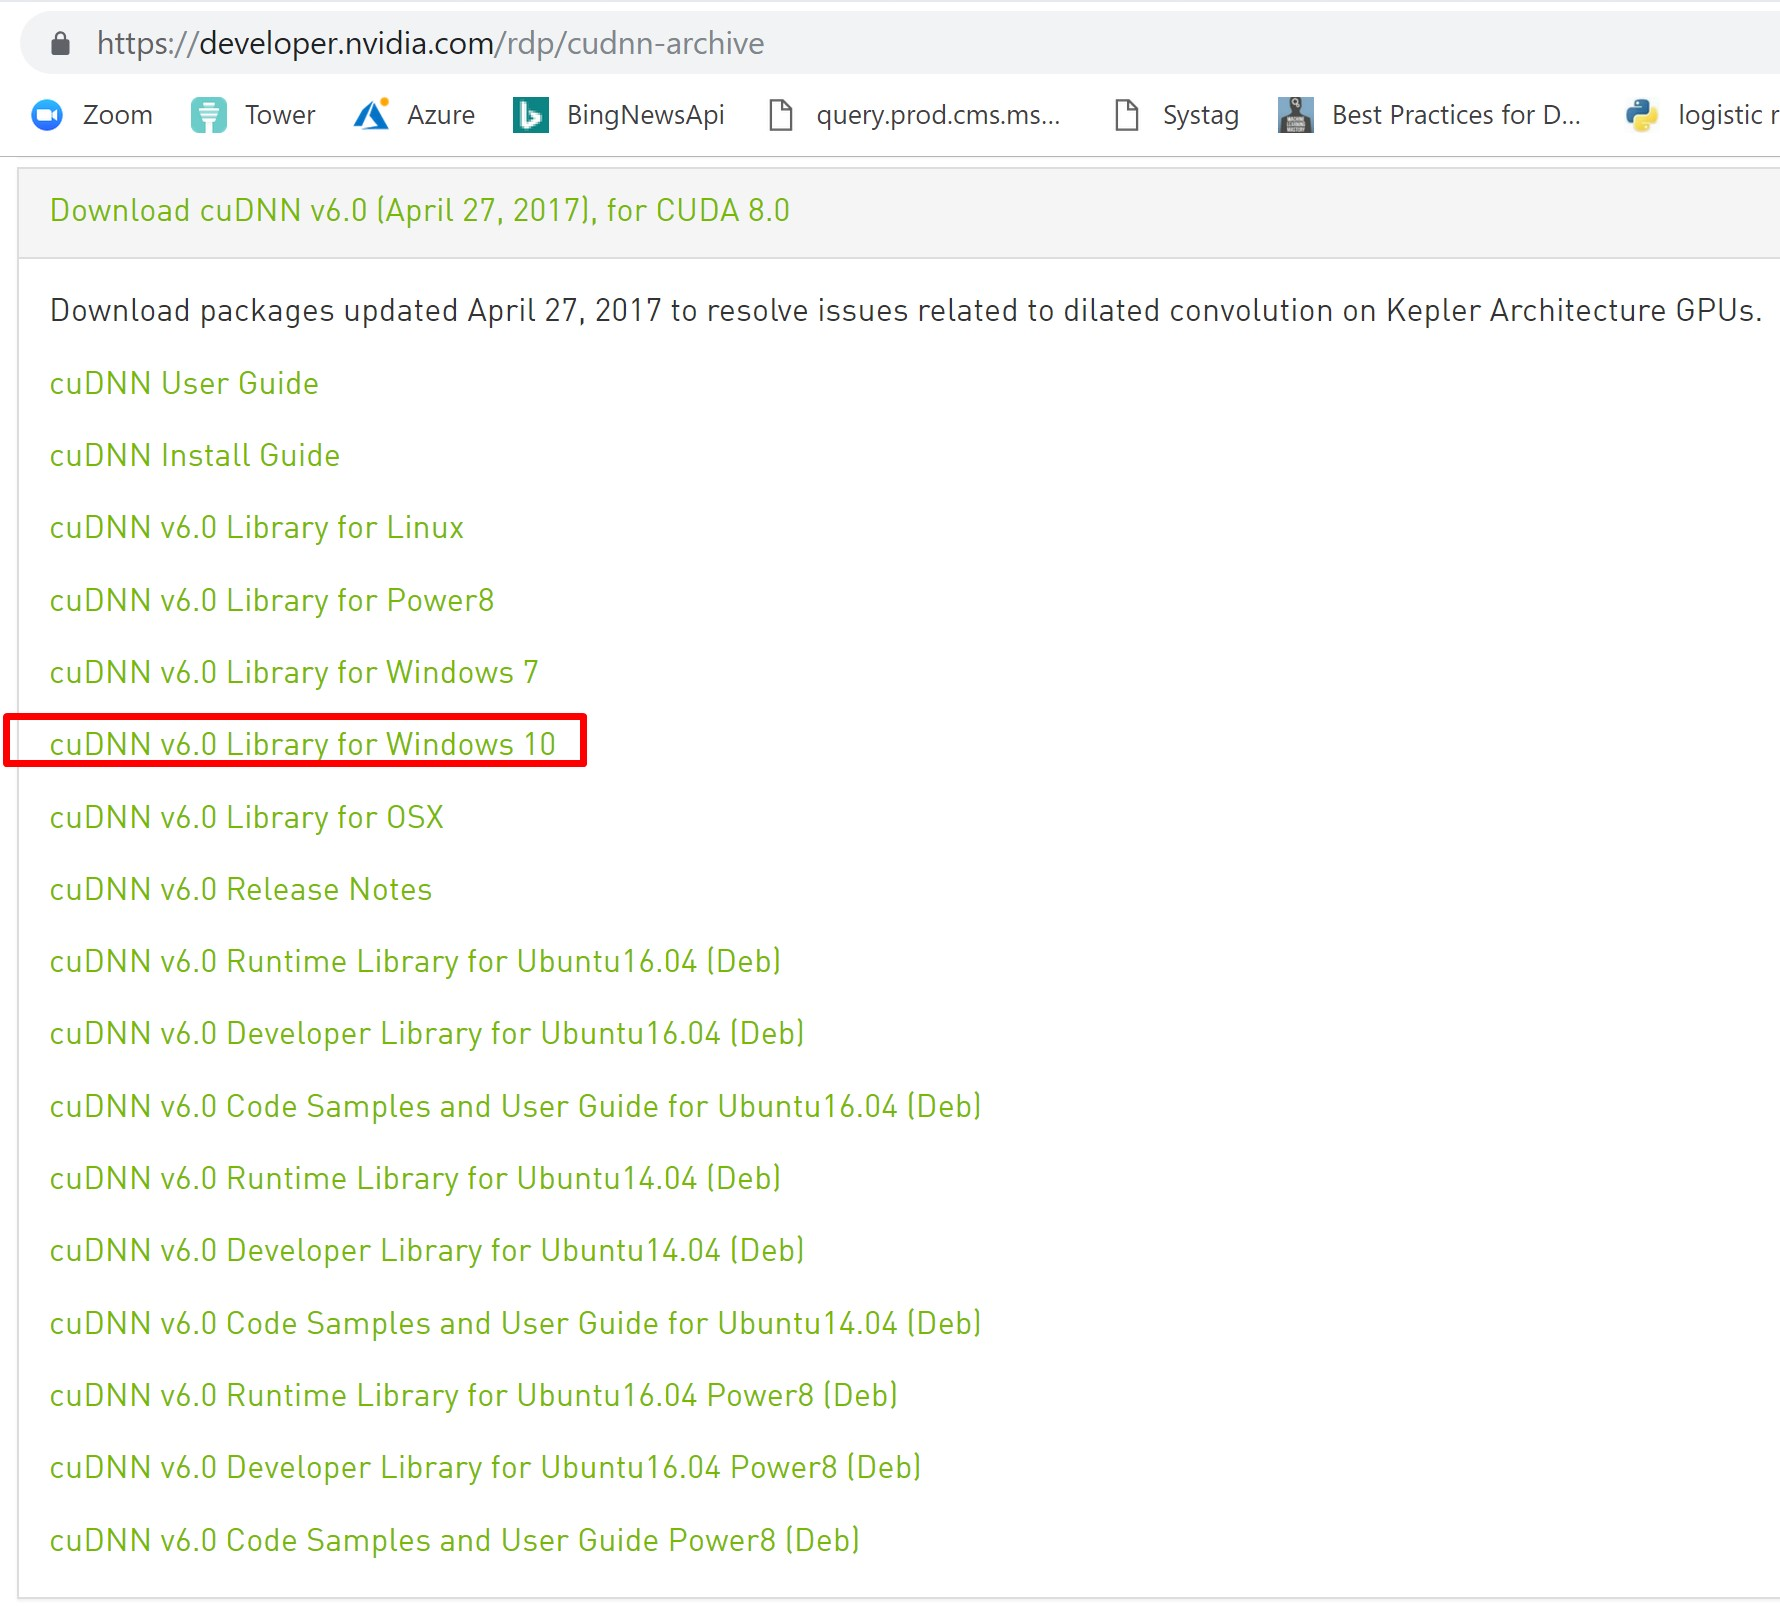 https://developer.nvidia.com/rdp/cudnn-archive
Zoom Tower Azure BingNewsApi query.prod.cms.ms... Systag Best Practices for D... logistic r
Download cuDNN v6.0 (April 27, 2017), for CUDA 8.0
Download packages updated April 27, 2017 to resolve issues related to dilated convolution on Kepler Architecture GPUs.
cuDNN User Guide
cuDNN Install Guide
cuDNN v6.0 Library for Linux
cuDNN v6.0 Library for Power8
cuDNN v6.0 Library for Windows 7
cuDNN v6.0 Library for Windows 10
cuDNN v6.0 Library for OSX
cuDNN v6.0 Release Notes
cuDNN v6.0 Runtime Library for Ubuntu16.04 (Deb)
cuDNN v6.0 Developer Library for Ubuntu16.04 (Deb)
cuDNN v6.0 Code Samples and User Guide for Ubuntu16.04 (Deb)
cuDNN v6.0 Runtime Library for Ubuntu14.04 (Deb)
cuDNN v6.0 Developer Library for Ubuntu14.04 (Deb)
cuDNN v6.0 Code Samples and User Guide for Ubuntu14.04 (Deb)
cuDNN v6.0 Runtime Library for Ubuntu16.04 Power8 (Deb)
cuDNN v6.0 Developer Library for Ubuntu16.04 Power8 (Deb)
cuDNN v6.0 Code Samples and User Guide Power8 (Deb)